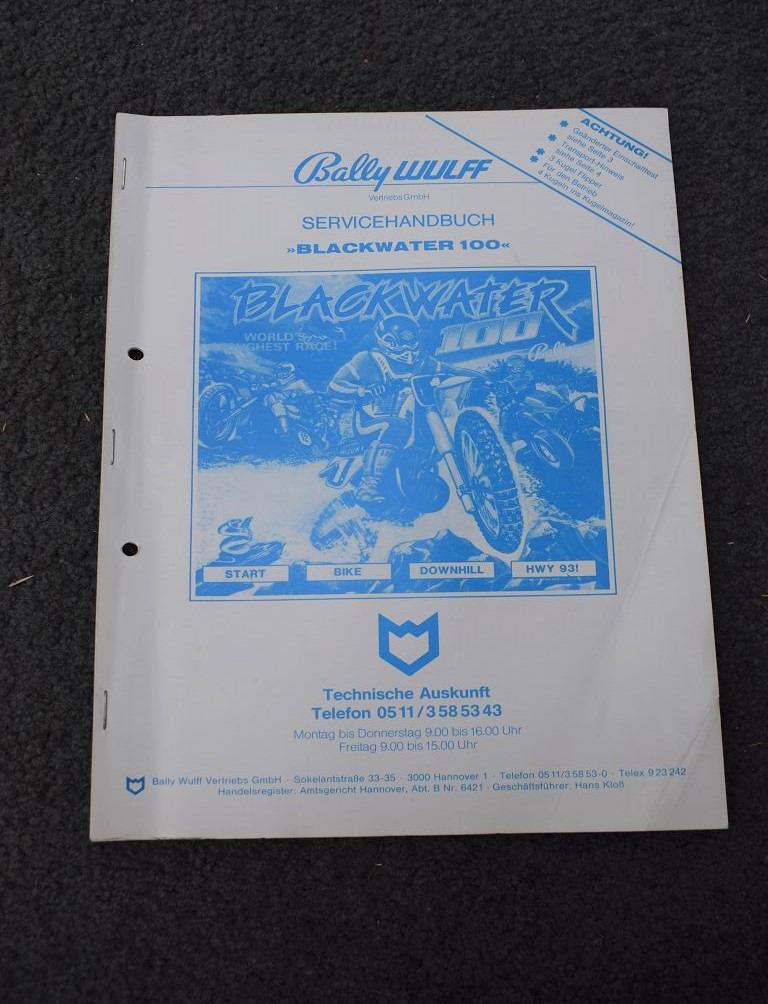 ACHTUNG!
✱ Geänderter Einschalttest
siehe Seite 3
✱ Transport-Hinweis
siehe Seite 4
✱ 3 Kugel Flipper
✱ Für den Betrieb
4 Kugeln ins Kugelmagazin!
Bally WULFF
Vertriebs GmbH
SERVICEHANDBUCH
»BLACKWATER 100«
BLACKWATER
100
WORLD'S
TOUGHEST RACE!
Bally
START
BIKE
DOWNHILL
HWY 93!
Technische Auskunft
Telefon 05 11 / 3 58 53 43
Montag bis Donnerstag 9.00 bis 16.00 Uhr
Freitag 9.00 bis 15.00 Uhr
Bally Wulff Vertriebs GmbH · Sokelantstraße 33-35 · 3000 Hannover 1 · Telefon 05 11/3 58 53-0 · Telex 9 23 242
Handelsregister: Amtsgericht Hannover, Abt. B Nr. 6421 · Geschäftsführer: Hans Kloß